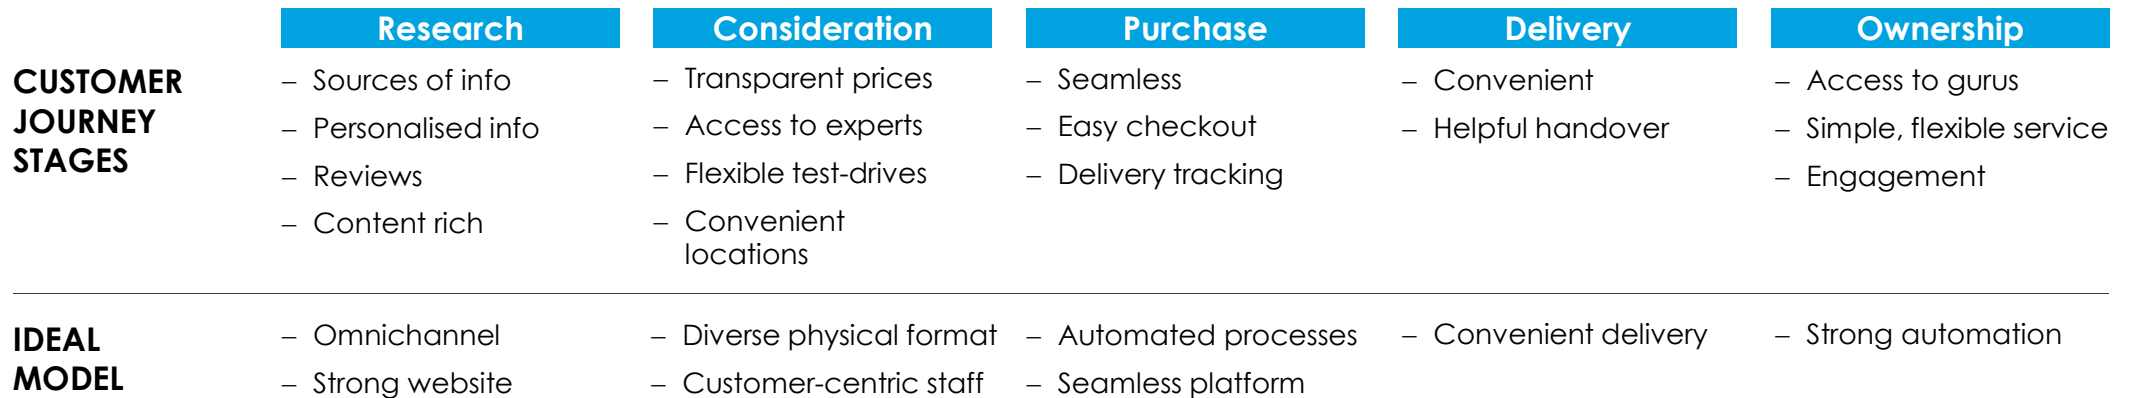 Research
Consideration
Purchase
Delivery
Ownership
CUSTOMER
JOURNEY
STAGES
– Sources of info
– Personalised info
– Reviews
– Content rich
– Transparent prices
– Access to experts
– Flexible test-drives
– Convenient
locations
– Seamless
– Easy checkout
– Delivery tracking
– Convenient
– Helpful handover
– Access to gurus
– Simple, flexible service
– Engagement
IDEAL
MODEL
– Omnichannel
– Strong website
– Diverse physical format
– Customer-centric staff
– Automated processes
– Seamless platform
– Convenient delivery
– Strong automation